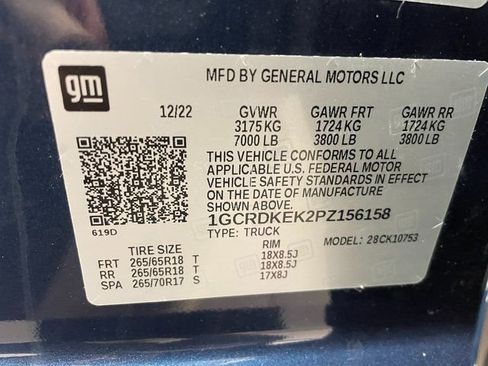 gm
MFD BY GENERAL MOTORS LLC
12/22 GVWR GAWR FRT GAWR RR
3175 KG 1724 KG 1724 KG
7000 LB 3800 LB 3800 LB
THIS VEHICLE CONFORMS TO ALL
APPLICABLE U.S. FEDERAL MOTOR
VEHICLE SAFETY STANDARDS IN EFFECT
ON THE DATE OF MANUFACTURE
SHOWN ABOVE.
1GCRDKEK2PZ156158
619D
TYPE: TRUCK MODEL: 28CK10753
TIRE SIZE RIM
FRT 265/65R18 T 18X8.5J
RR 265/65R18 T 18X8.5J
SPA 265/70R17 S 17X8J